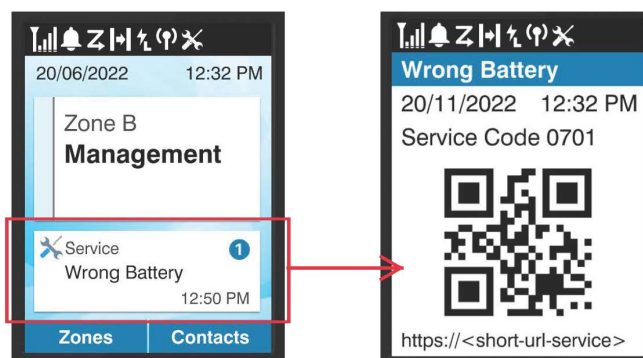 20/06/2022 12:32 PM
Zone B
Management
Service 1
Wrong Battery
12:50 PM
Zones Contacts
Wrong Battery
20/11/2022 12:32 PM
Service Code 0701
https://<short-url-service>